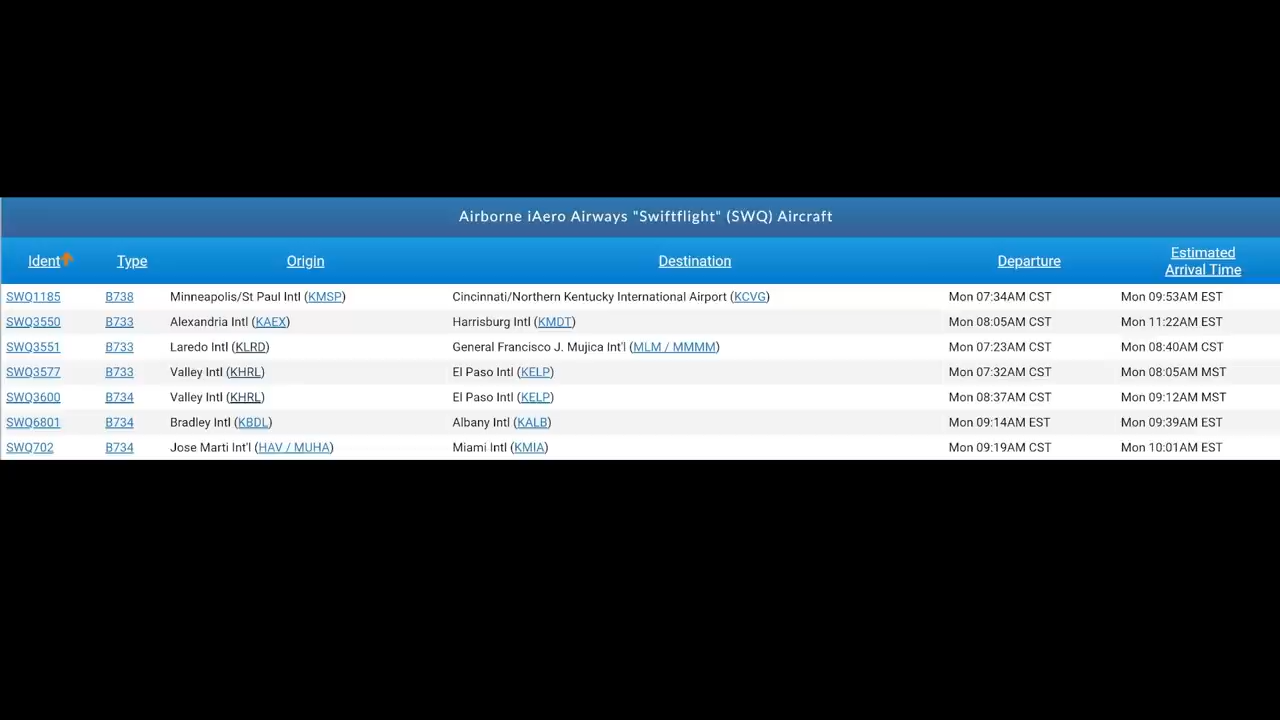 Airborne iAero Airways "Swiftflight" (SWQ) Aircraft
Ident Type Origin Destination Departure Estimated Arrival Time
SWQ1185 B738 Minneapolis/St Paul Intl (KMSP) Cincinnati/Northern Kentucky International Airport (KCVG) Mon 07:34AM CST Mon 09:53AM EST
SWQ3550 B733 Alexandria Intl (KAEX) Harrisburg Intl (KMDT) Mon 08:05AM CST Mon 11:22AM EST
SWQ3551 B733 Laredo Intl (KLRD) General Francisco J. Mujica Int'l (MLM / MMMM) Mon 07:23AM CST Mon 08:40AM CST
SWQ3577 B733 Valley Intl (KHRL) El Paso Intl (KELP) Mon 07:32AM CST Mon 08:05AM MST
SWQ3600 B734 Valley Intl (KHRL) El Paso Intl (KELP) Mon 08:37AM CST Mon 09:12AM MST
SWQ6801 B734 Bradley Intl (KBDL) Albany Intl (KALB) Mon 09:14AM EST Mon 09:39AM EST
SWQ702 B734 Jose Marti Int'l (HAV / MUHA) Miami Intl (KMIA) Mon 09:19AM CST Mon 10:01AM EST